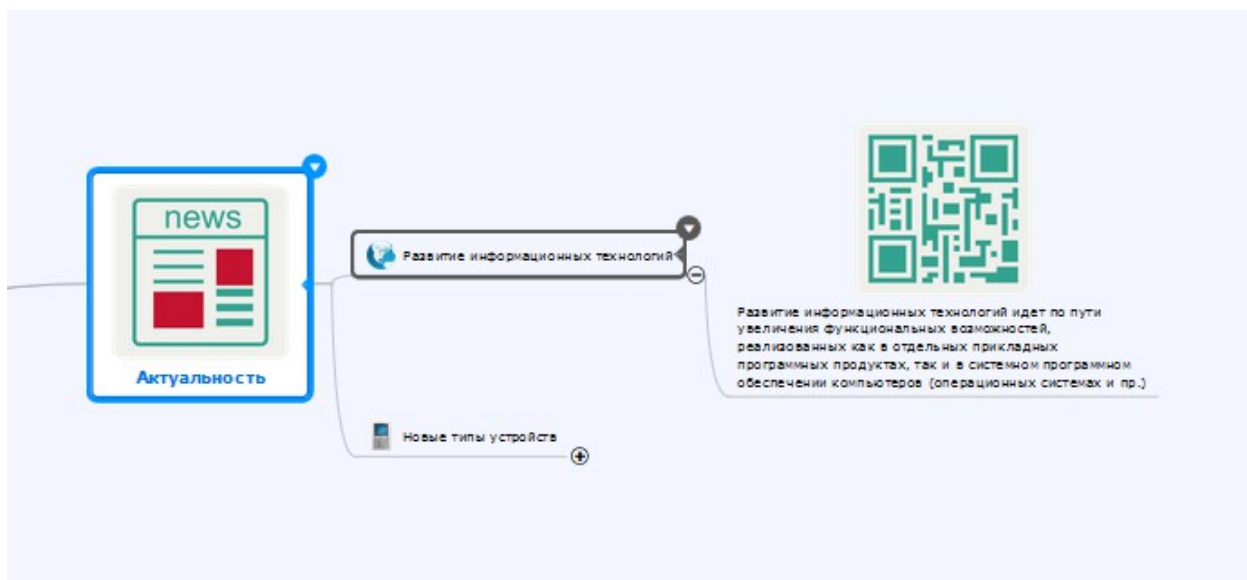 news
Актуальность
Развитие информационных технологий
Развитие информационных технологий идет по пути
увеличения функциональных возможностей,
реализованных как в отдельных прикладных
программных продуктах, так и в системном программном
обеспечении компьютеров (операционных системах и пр.)
Новые типы устройств